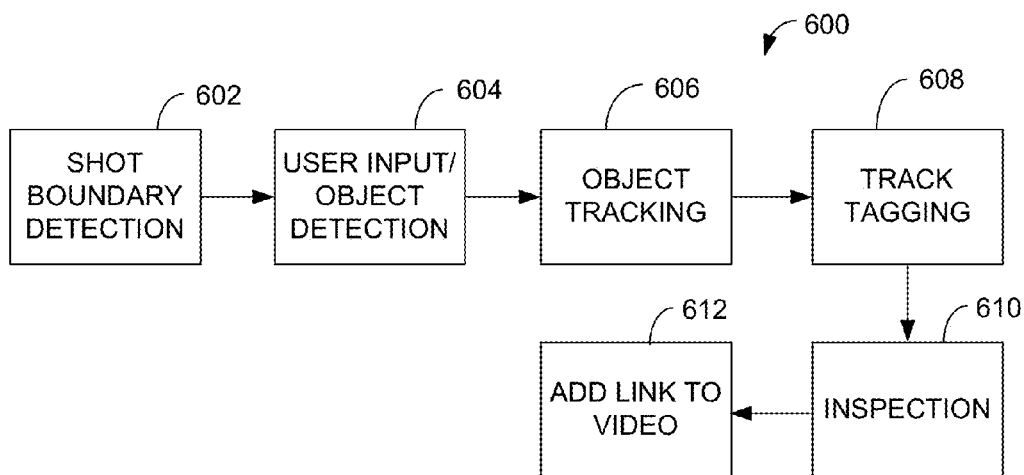 600
602
SHOT
BOUNDARY
DETECTION
604
USER INPUT/
OBJECT
DETECTION
606
OBJECT
TRACKING
608
TRACK
TAGGING
610
INSPECTION
612
ADD LINK TO
VIDEO